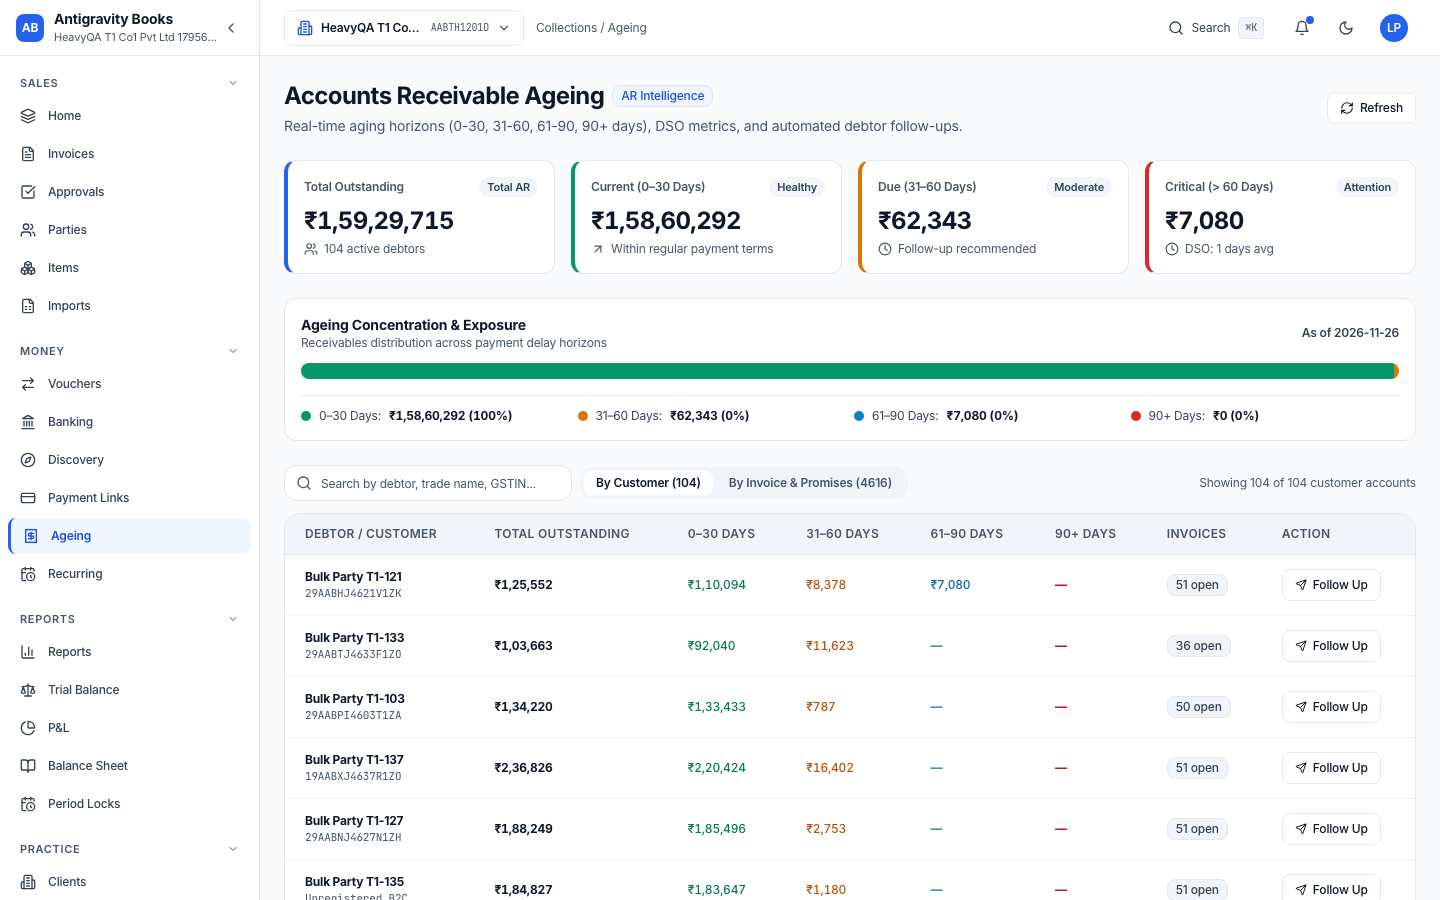 AB
Antigravity Books
HeavyQA T1 Co1 Pvt Ltd 17956...
HeavyQA T1 Co... AABTH1201D
Collections / Ageing
Search ⌘K
LP
SALES
Home
Invoices
Approvals
Parties
Items
Imports
MONEY
Vouchers
Banking
Discovery
Payment Links
Ageing
Recurring
REPORTS
Reports
Trial Balance
P&L
Balance Sheet
Period Locks
PRACTICE
Clients
Accounts Receivable Ageing AR Intelligence
Real-time aging horizons (0-30, 31-60, 61-90, 90+ days), DSO metrics, and automated debtor follow-ups.
Refresh
Total Outstanding Total AR
₹1,59,29,715
104 active debtors
Current (0–30 Days) Healthy
₹1,58,60,292
Within regular payment terms
Due (31–60 Days) Moderate
₹62,343
Follow-up recommended
Critical (> 60 Days) Attention
₹7,080
DSO: 1 days avg
Ageing Concentration & Exposure
Receivables distribution across payment delay horizons
As of 2026-11-26
0–30 Days: ₹1,58,60,292 (100%) 31–60 Days: ₹62,343 (0%) 61–90 Days: ₹7,080 (0%) 90+ Days: ₹0 (0%)
Search by debtor, trade name, GSTIN...
By Customer (104) By Invoice & Promises (4616)
Showing 104 of 104 customer accounts
DEBTOR / CUSTOMER TOTAL OUTSTANDING 0–30 DAYS 31–60 DAYS 61–90 DAYS 90+ DAYS INVOICES ACTION
Bulk Party T1-121
29AABHJ4621V1ZK
₹1,25,552 ₹1,10,094 ₹8,378 ₹7,080 — 51 open Follow Up
Bulk Party T1-133
29AABTJ4633F1ZO
₹1,03,663 ₹92,040 ₹11,623 — — 36 open Follow Up
Bulk Party T1-103
29AABPI4603T1ZA
₹1,34,220 ₹1,33,433 ₹787 — — 50 open Follow Up
Bulk Party T1-137
19AABXJ4637R1ZO
₹2,36,826 ₹2,20,424 ₹16,402 — — 51 open Follow Up
Bulk Party T1-127
29AABNJ4627N1ZH
₹1,88,249 ₹1,85,496 ₹2,753 — — 51 open Follow Up
Bulk Party T1-135
Unregistered B2C
₹1,84,827 ₹1,83,647 ₹1,180 — — 51 open Follow Up